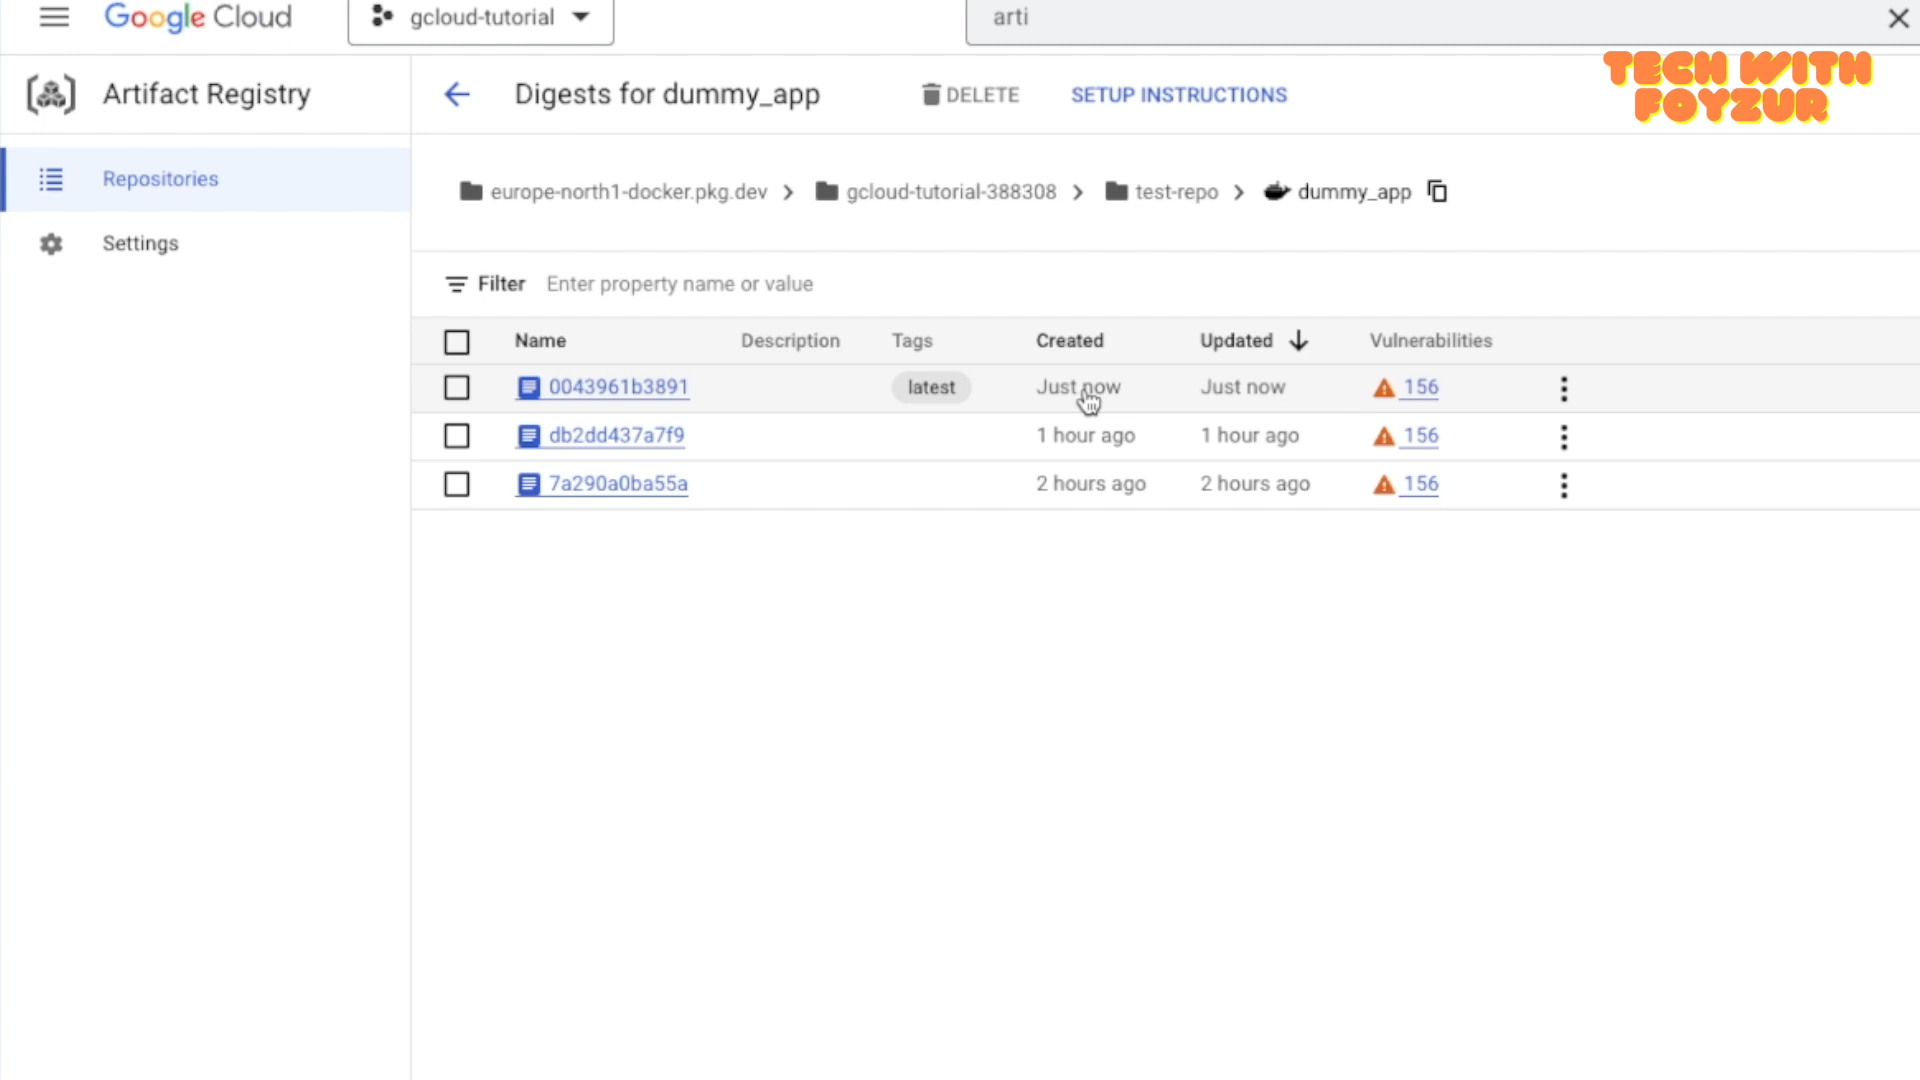 Google Cloud
gcloud-tutorial
arti
TECH WITH
FOYZUR
Artifact Registry
Digests for dummy_app
DELETE
SETUP INSTRUCTIONS
Repositories
Settings
europe-north1-docker.pkg.dev
gcloud-tutorial-388308
test-repo
dummy_app
Filter Enter property name or value
Name Description Tags Created Updated Vulnerabilities
0043961b3891 latest Just now Just now 156
db2dd437a7f9 1 hour ago 1 hour ago 156
7a290a0ba55a 2 hours ago 2 hours ago 156